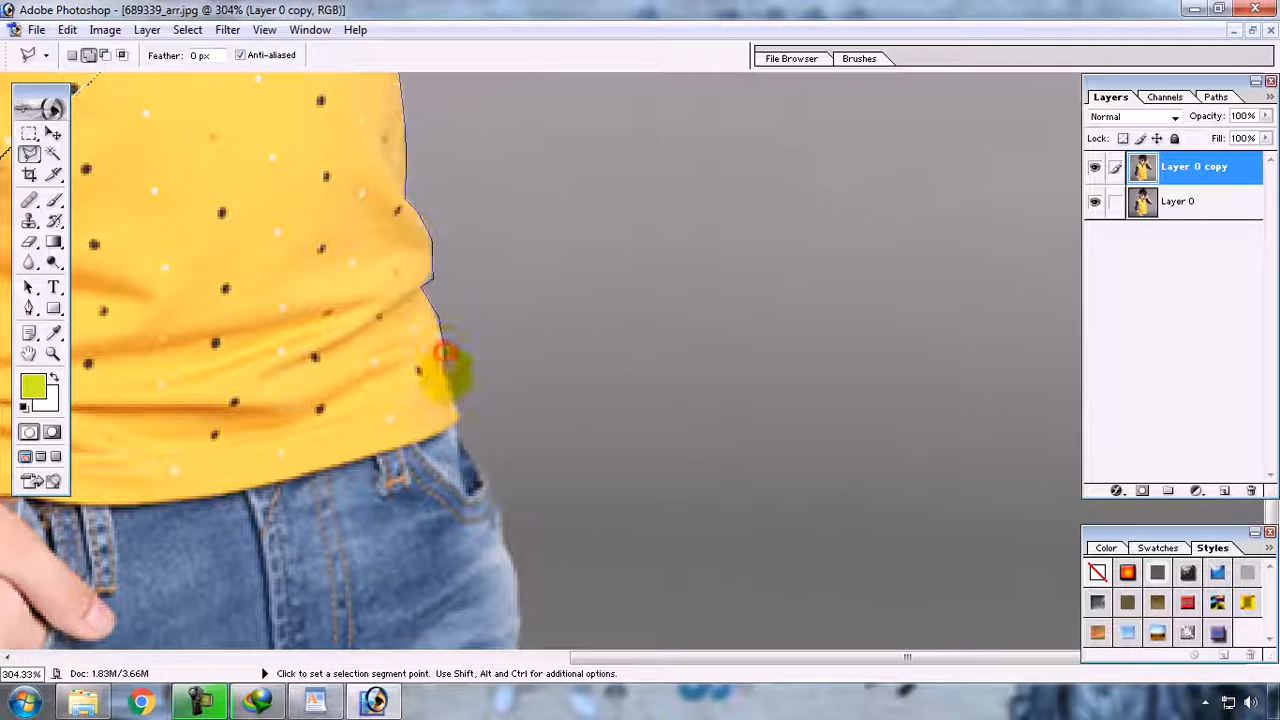 Adobe Photoshop - [689339_arr.jpg @ 304% (Layer 0 copy, RGB)]
File Edit Image Layer Select Filter View Window Help
Feather: 0 px Anti-aliased
File Browser Brushes
Layers Channels Paths
Normal Opacity: 100%
Lock: Fill: 100%
Layer 0 copy
Layer 0
Color Swatches Styles
304.33% Doc: 1.83M/3.66M Click to set a selection segment point. Use Shift, Alt and Ctrl for additional options.